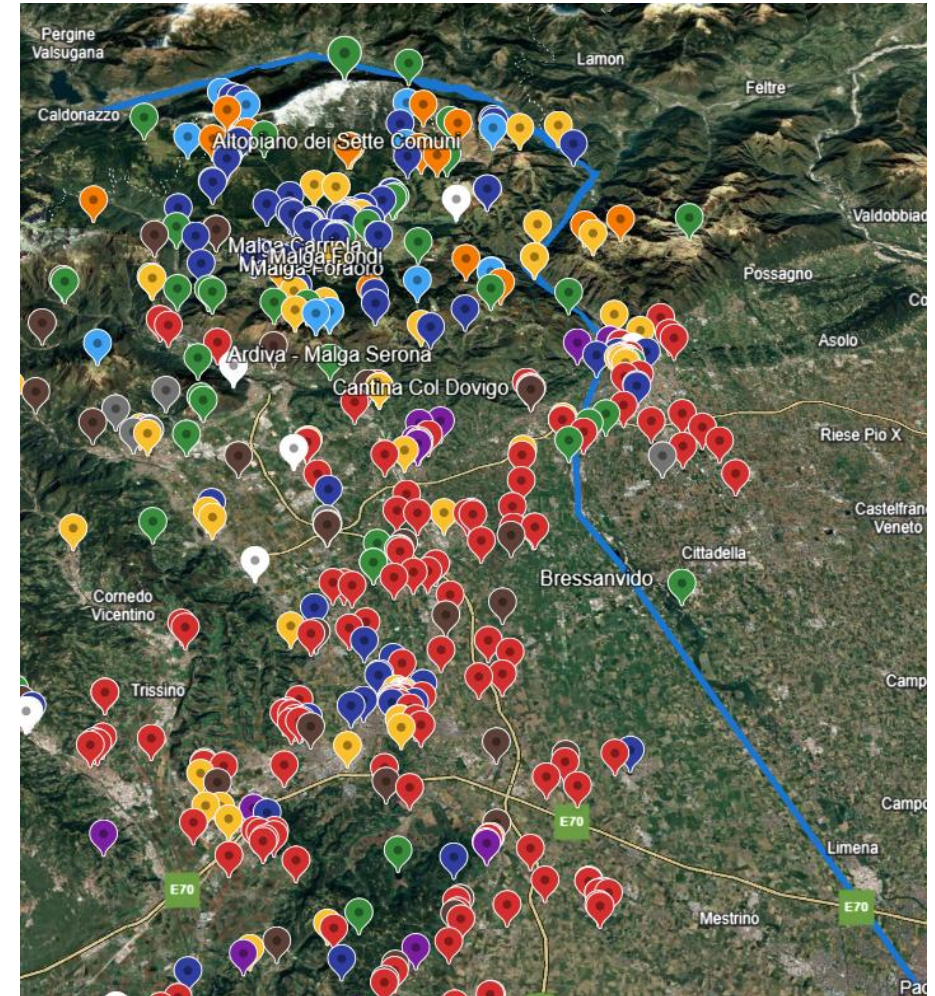 Pergine
Valsugana
Lamon
Feltre
Caldonazzo
Altopiano dei Sette Comuni
Valdobbiad
Malga Carriola
Malga Fondi
Malga Foraoro
Possagno
Co
Asolo
Ardiva - Malga Serona
Cantina Col Dovigo
Riese Pio X
Castelfran
Veneto
Cittadella
Bressanvido
Cornedo
Vicentino
Camp
Trissino
Campo
E70
Limena
E70
E70
Mestrino
Pad